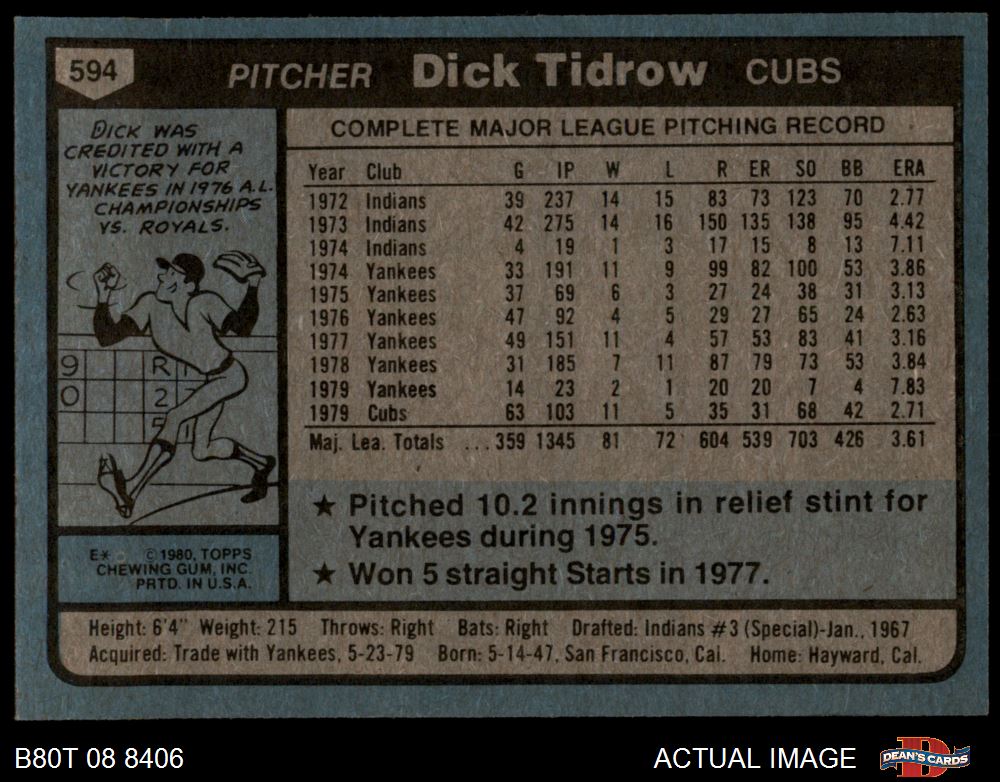 594 PITCHER Dick Tidrow CUBS
DICK WAS
CREDITED WITH A
VICTORY FOR
YANKEES IN 1976 A.L.
CHAMPIONSHIPS
VS. ROYALS.
9 R
0 2
COMPLETE MAJOR LEAGUE PITCHING RECORD
Year Club G IP W L R ER SO BB ERA
1972 Indians 39 237 14 15 83 73 123 70 2.77
1973 Indians 42 275 14 16 150 135 138 95 4.42
1974 Indians 4 19 1 3 17 15 8 13 7.11
1974 Yankees 33 191 11 9 99 82 100 53 3.86
1975 Yankees 37 69 6 3 27 24 38 31 3.13
1976 Yankees 47 92 4 5 29 27 65 24 2.63
1977 Yankees 49 151 11 4 57 53 83 41 3.16
1978 Yankees 31 185 7 11 87 79 73 53 3.84
1979 Yankees 14 23 2 1 20 20 7 4 7.83
1979 Cubs 63 103 11 5 35 31 68 42 2.71
Maj. Lea. Totals ...359 1345 81 72 604 539 703 426 3.61
★ Pitched 10.2 innings in relief stint for
Yankees during 1975.
★ Won 5 straight Starts in 1977.
E* © 1980, TOPPS
CHEWING GUM, INC.
PRTD. IN U.S.A.
Height: 6'4" Weight: 215 Throws: Right Bats: Right Drafted: Indians #3 (Special)-Jan., 1967
Acquired: Trade with Yankees, 5-23-79 Born: 5-14-47, San Francisco, Cal. Home: Hayward, Cal.
B80T 08 8406 ACTUAL IMAGE DEAN'S CARDS